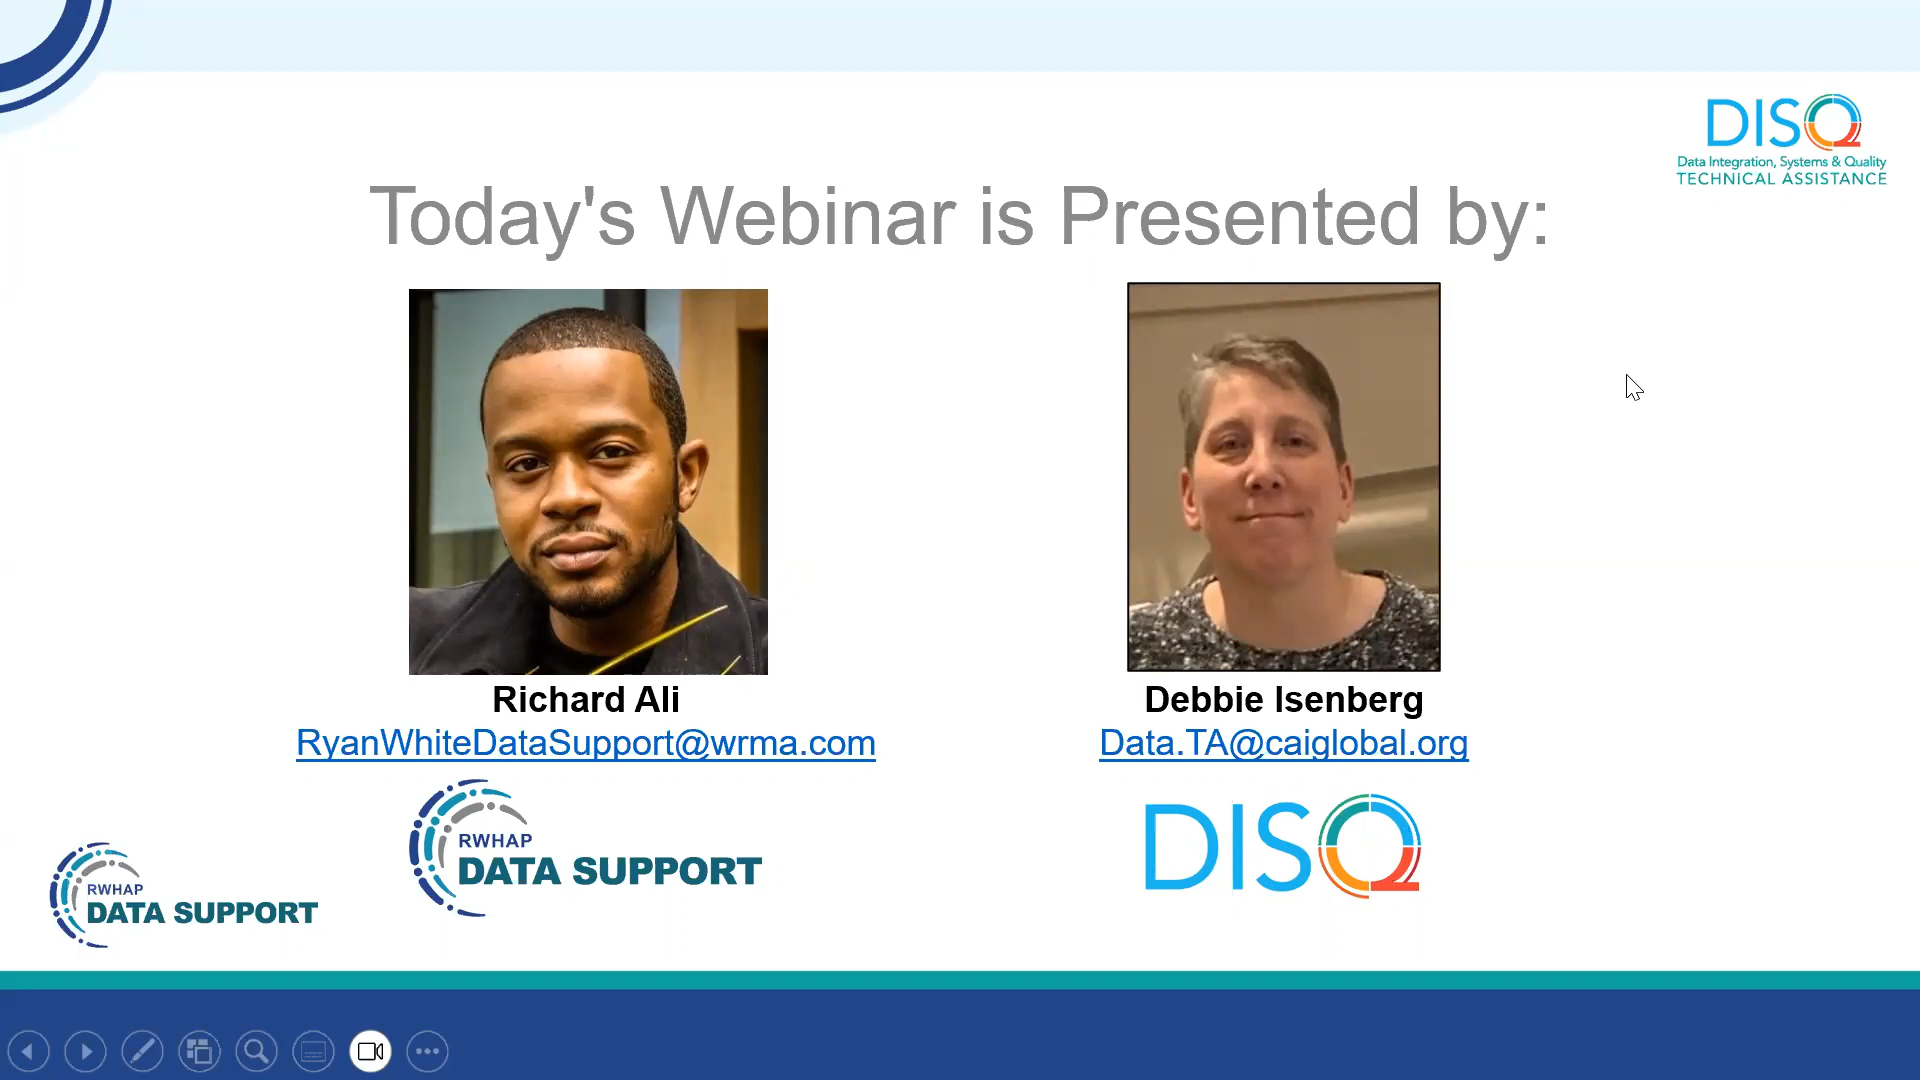 DISQ
Data Integration, Systems & Quality
TECHNICAL ASSISTANCE
Today's Webinar is Presented by:
Richard Ali
RyanWhiteDataSupport@wrma.com
RWHAP
DATA SUPPORT
Debbie Isenberg
Data.TA@caiglobal.org
DISQ
RWHAP
DATA SUPPORT